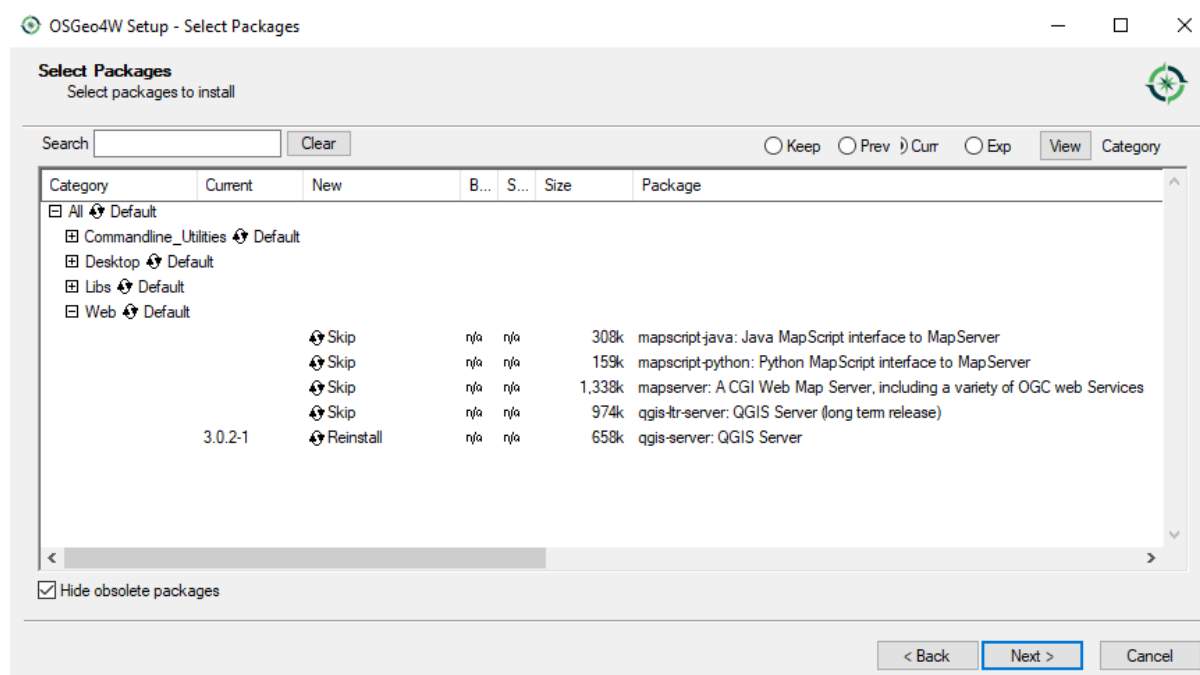 OSGeo4W Setup - Select Packages
Select Packages
Select packages to install
Search Clear Keep Prev Curr Exp View Category
Category Current New B... S... Size Package
All Default
Commandline_Utilities Default
Desktop Default
Libs Default
Web Default
Skip n/a n/a 308k mapscript-java: Java MapScript interface to MapServer
Skip n/a n/a 159k mapscript-python: Python MapScript interface to MapServer
Skip n/a n/a 1,338k mapserver: A CGI Web Map Server, including a variety of OGC web Services
Skip n/a n/a 974k qgis-ltr-server: QGIS Server (long term release)
3.0.2-1 Reinstall n/a n/a 658k qgis-server: QGIS Server
Hide obsolete packages
< Back Next > Cancel